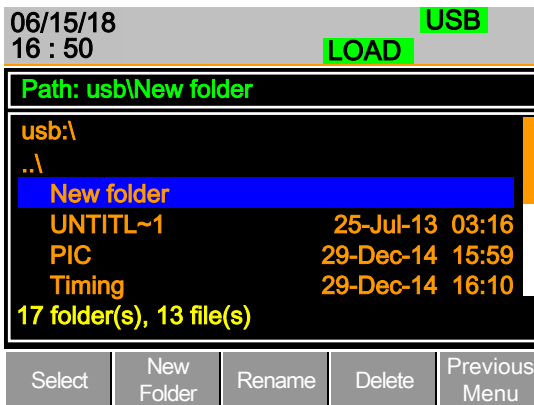 06/15/18 USB
16 : 50 LOAD
Path: usb\New folder
usb:\
..\
New folder
UNTITL~1 25-Jul-13 03:16
PIC 29-Dec-14 15:59
Timing 29-Dec-14 16:10
17 folder(s), 13 file(s)
Select New Folder Rename Delete Previous Menu